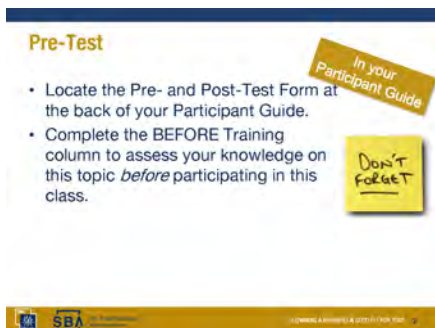 Pre-Test
In your
Participant Guide
• Locate the Pre- and Post-Test Form at
the back of your Participant Guide.
• Complete the BEFORE Training
column to assess your knowledge on
this topic before participating in this
class.
DON'T
FORGET
SBA